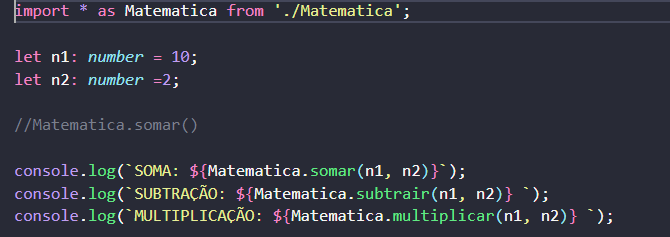 import * as Matematica from './Matematica';
let n1: number = 10;
let n2: number =2;
//Matematica.somar()
console.log(`SOMA: ${Matematica.somar(n1, n2)}`);
console.log(`SUBTRAÇÃO: ${Matematica.subtrair(n1, n2)} `);
console.log(`MULTIPLICAÇÃO: ${Matematica.multiplicar(n1, n2)} `);